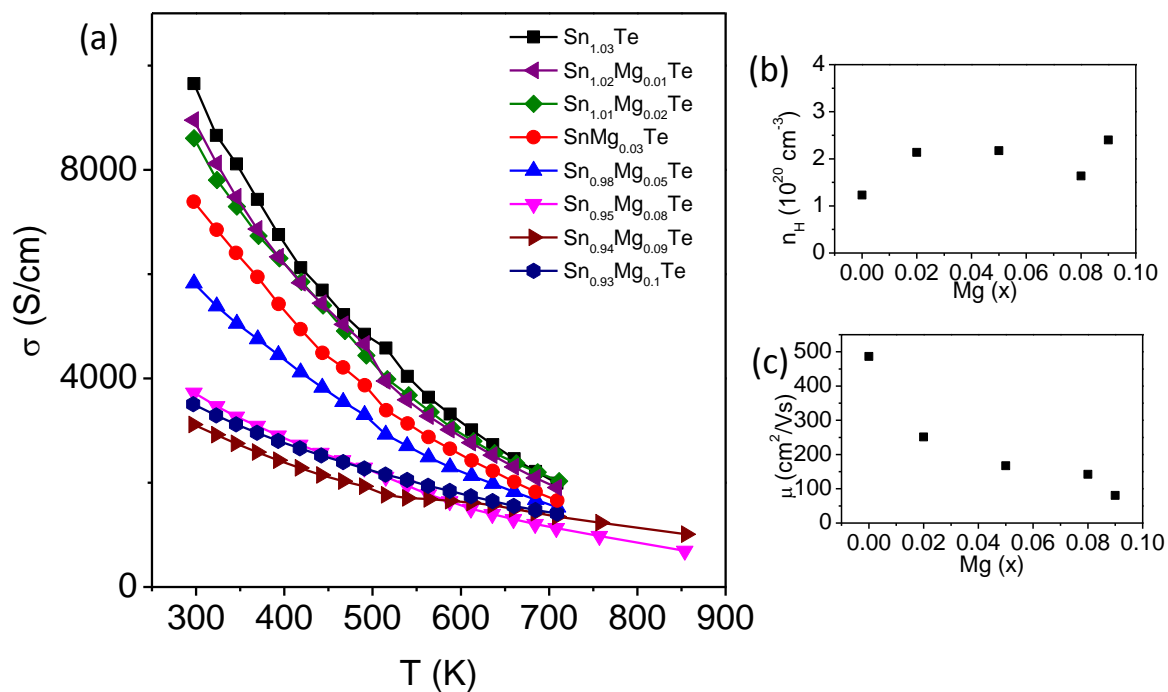 (a)
Sn1.03Te
Sn1.02Mg0.01Te
Sn1.01Mg0.02Te
SnMg0.03Te
Sn0.98Mg0.05Te
Sn0.95Mg0.08Te
Sn0.94Mg0.09Te
Sn0.93Mg0.1Te
8000
4000
0
σ (S/cm)
300 400 500 600 700 800 900
T (K)
(b)
4
3
2
1
0
nH (10^20 cm^-3)
0.00 0.02 0.04 0.06 0.08 0.10
Mg (x)
(c)
500
400
300
200
100
0
μ (cm^2/Vs)
0.00 0.02 0.04 0.06 0.08 0.10
Mg (x)